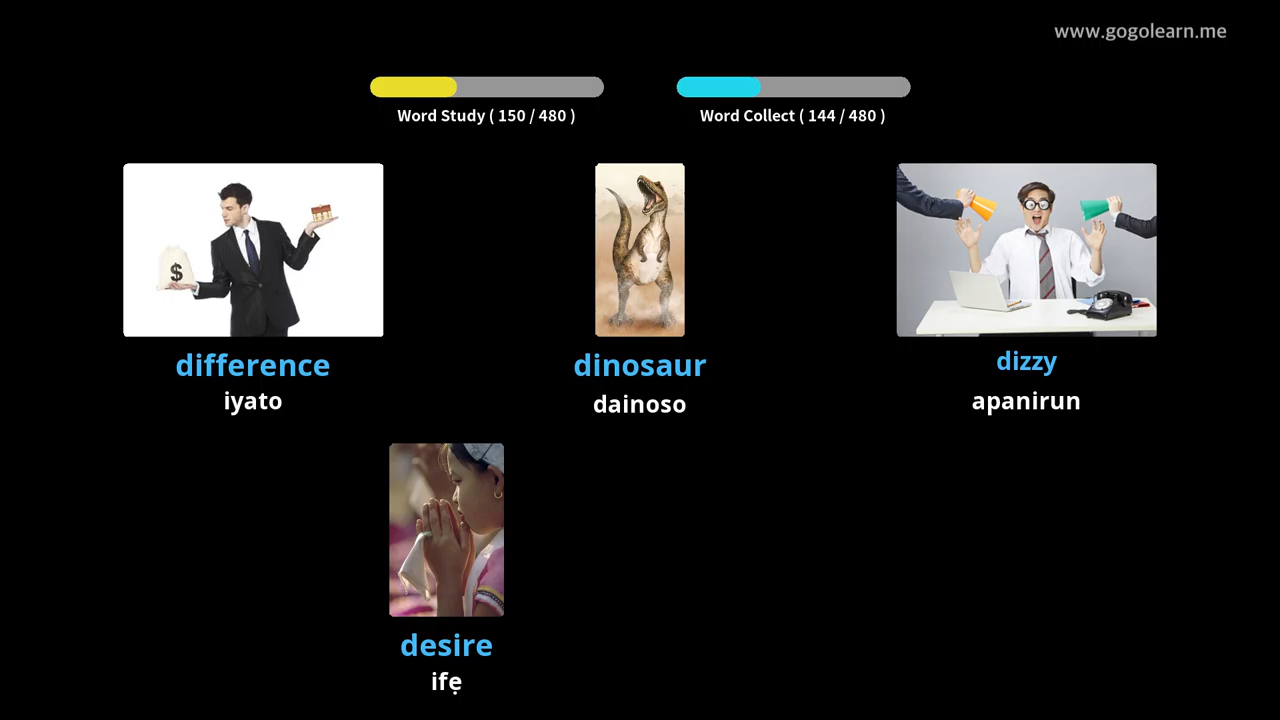 www.gogolearn.me
Word Study ( 150 / 480 )
Word Collect ( 144 / 480 )
difference
iyato
dinosaur
dainoso
dizzy
apanirun
$
desire
ifẹ